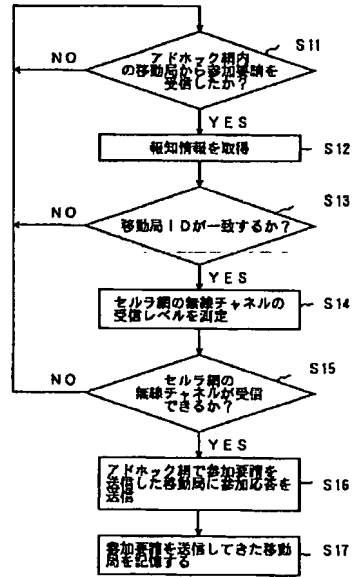 S11
アドホック網内
の移動局から参加要請を
受信したか?
NO
YES
報知情報を取得
S12
S13
移動局IDが一致するか?
NO
YES
セルラ網の無線チャネルの
受信レベルを測定
S14
S15
セルラ網の
無線チャネルが受信
できるか?
NO
YES
アドホック網で参加要請を
送信した移動局に参加応答を
送信
S16
参加要請を送信してきた移動
局を記憶する
S17